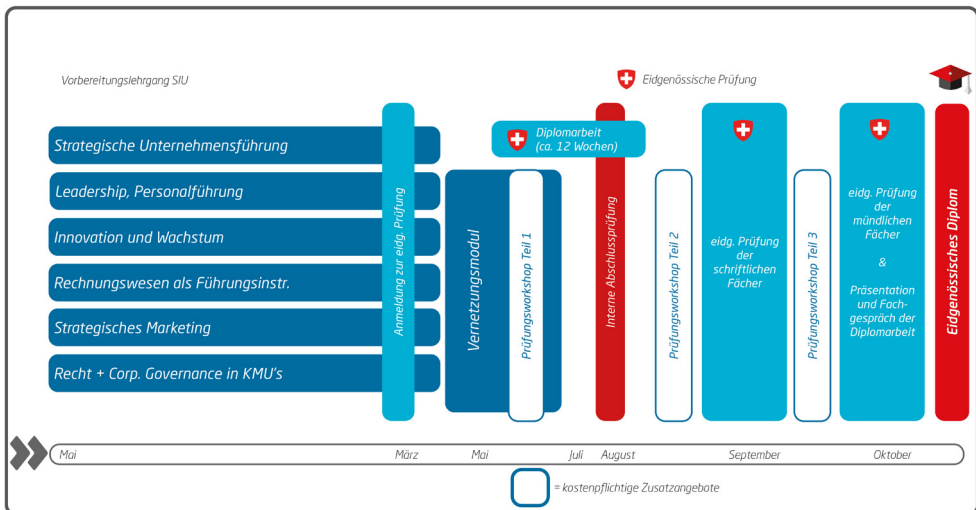 Vorbereitungslehrgang SIU
Eidgenössische Prüfung
Strategische Unternehmensführung
Leadership, Personalführung
Innovation und Wachstum
Rechnungswesen als Führungsinstr.
Strategisches Marketing
Recht + Corp. Governance in KMU's
Anmeldung zur eidg. Prüfung
Vernetzungsmodul
Prüfungsworkshop Teil 1
Diplomarbeit
(ca. 12 Wochen)
Interne Abschlussprüfung
Prüfungsworkshop Teil 2
eidg. Prüfung
der
schriftlichen
Fächer
Prüfungsworkshop Teil 3
eidg. Prüfung
der
mündlichen
Fächer
&
Präsentation
und Fach-
gespräch der
Diplomarbeit
Eidgenössisches Diplom
Mai
März
Mai
Juli
August
September
Oktober
= kostenpflichtige Zusatzangebote